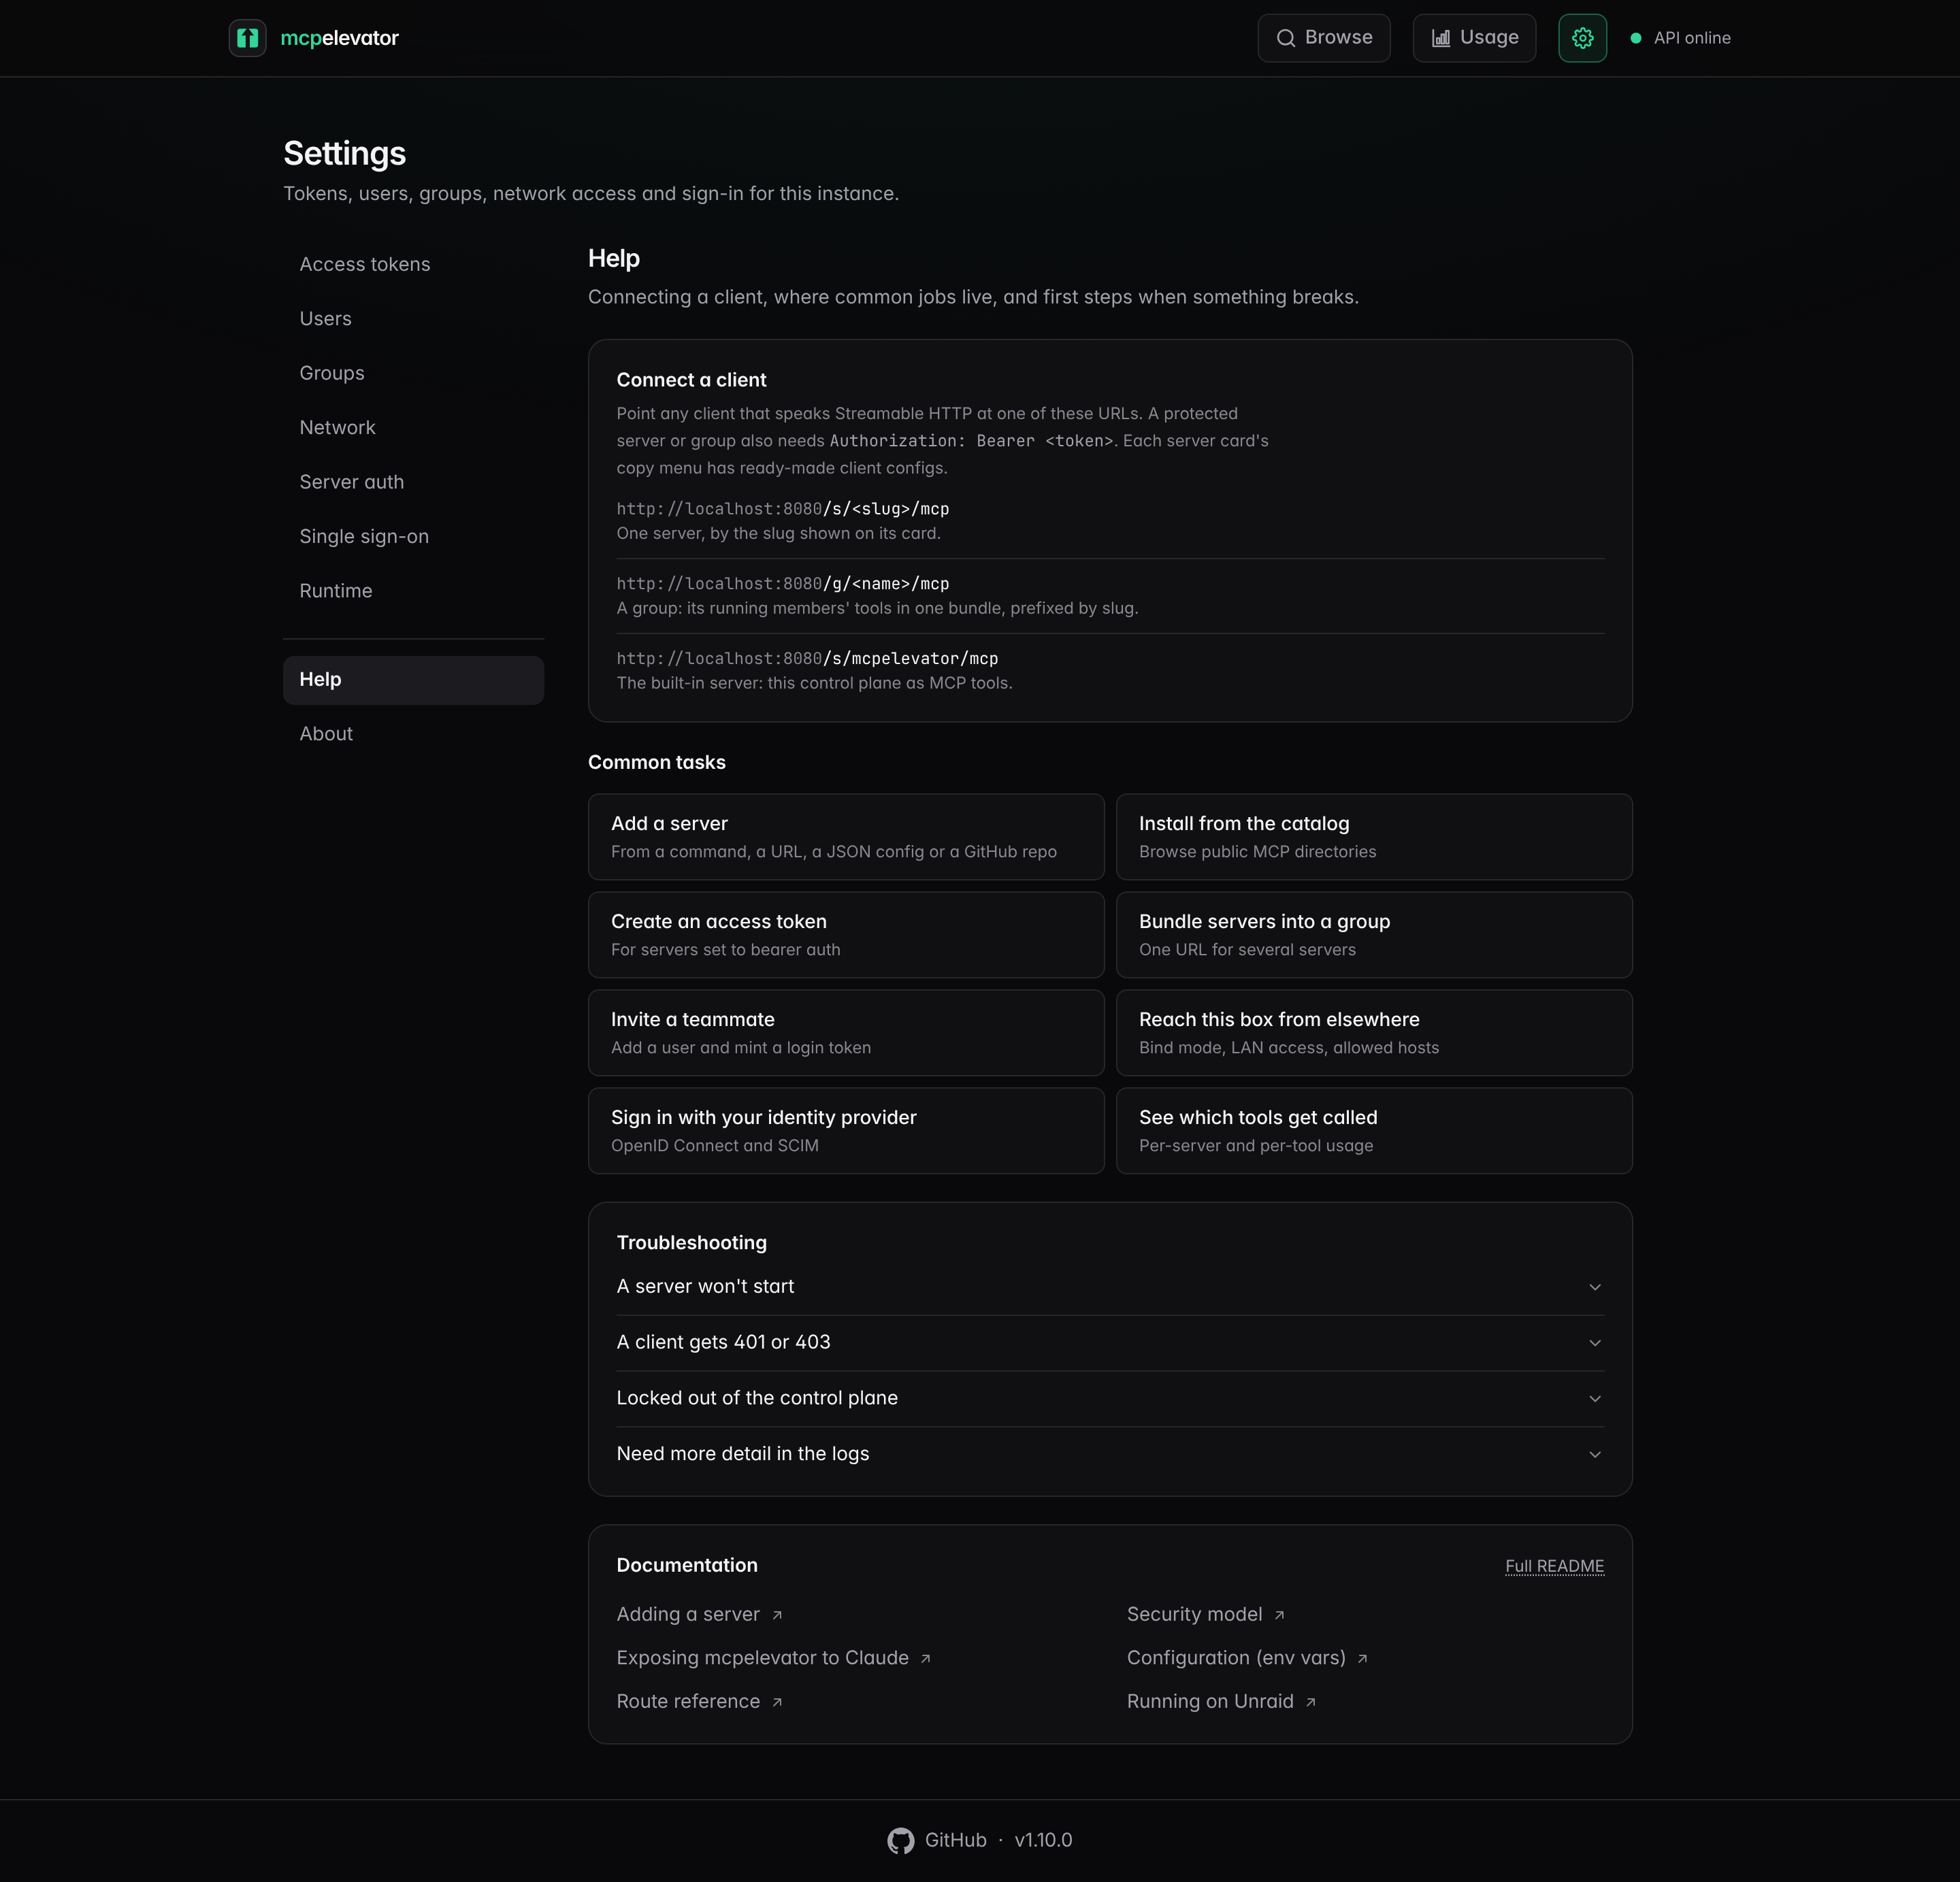 mcpelevator
Browse
Usage
API online
Settings
Tokens, users, groups, network access and sign-in for this instance.
Access tokens
Users
Groups
Network
Server auth
Single sign-on
Runtime
Help
About
Help
Connecting a client, where common jobs live, and first steps when something breaks.
Connect a client
Point any client that speaks Streamable HTTP at one of these URLs. A protected
server or group also needs Authorization: Bearer <token>. Each server card's
copy menu has ready-made client configs.
http://localhost:8080/s/<slug>/mcp
One server, by the slug shown on its card.
http://localhost:8080/g/<name>/mcp
A group: its running members' tools in one bundle, prefixed by slug.
http://localhost:8080/s/mcpelevator/mcp
The built-in server: this control plane as MCP tools.
Common tasks
Add a server
From a command, a URL, a JSON config or a GitHub repo
Install from the catalog
Browse public MCP directories
Create an access token
For servers set to bearer auth
Bundle servers into a group
One URL for several servers
Invite a teammate
Add a user and mint a login token
Reach this box from elsewhere
Bind mode, LAN access, allowed hosts
Sign in with your identity provider
OpenID Connect and SCIM
See which tools get called
Per-server and per-tool usage
Troubleshooting
A server won't start
A client gets 401 or 403
Locked out of the control plane
Need more detail in the logs
Documentation
Full README
Adding a server ↗
Security model ↗
Exposing mcpelevator to Claude ↗
Configuration (env vars) ↗
Route reference ↗
Running on Unraid ↗
GitHub · v1.10.0